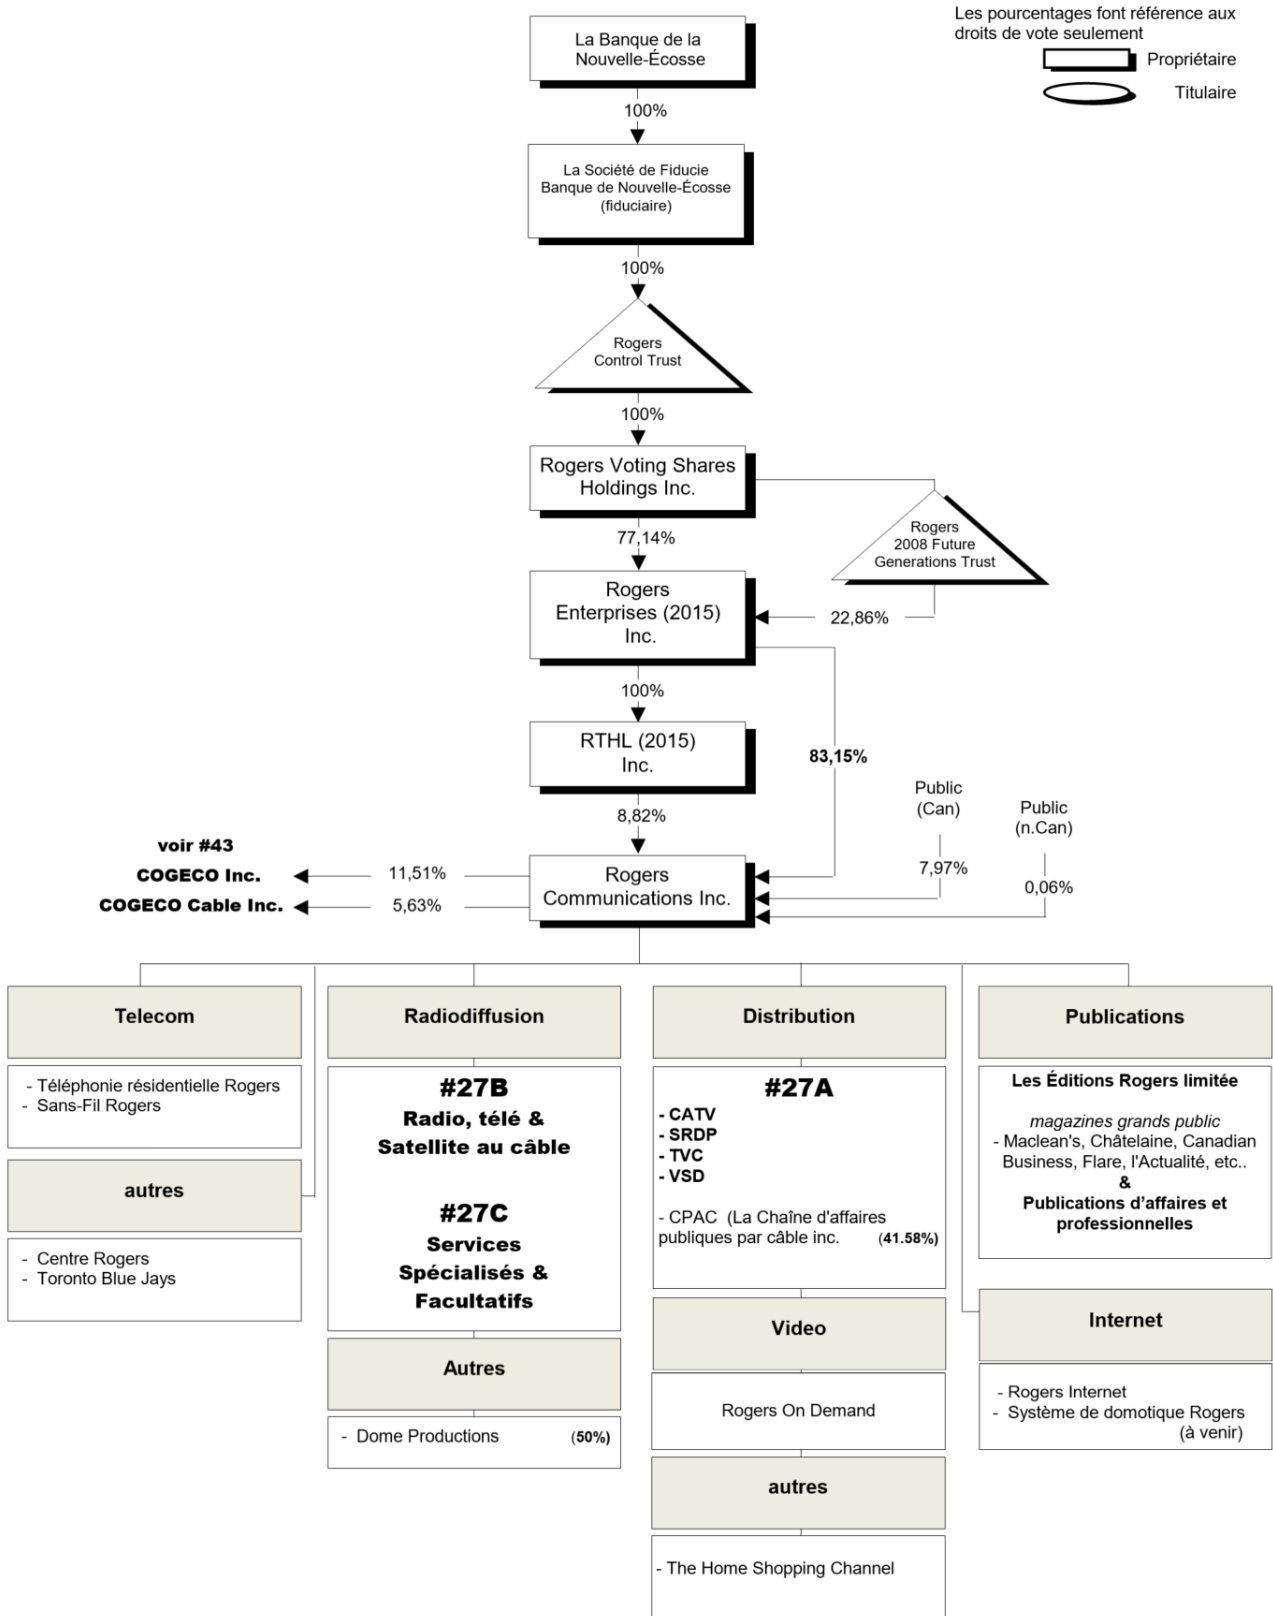 Les pourcentages font référence aux
droits de vote seulement
Propriétaire
Titulaire
La Banque de la
Nouvelle-Écosse
100%
La Société de Fiducie
Banque de Nouvelle-Écosse
(fiduciaire)
100%
Rogers
Control Trust
100%
Rogers Voting Shares
Holdings Inc.
77,14%
Rogers
2008 Future
Generations Trust
22,86%
Rogers
Enterprises (2015)
Inc.
100%
RTHL (2015)
Inc.
83,15%
8,82%
Public
(Can)
7,97%
Public
(n.Can)
0,06%
Rogers
Communications Inc.
voir #43
COGECO Inc.
11,51%
COGECO Cable Inc.
5,63%
Telecom
- Téléphonie résidentielle Rogers
- Sans-Fil Rogers
autres
- Centre Rogers
- Toronto Blue Jays
Radiodiffusion
#27B
Radio, télé &
Satellite au câble
#27C
Services
Spécialisés &
Facultatifs
Autres
- Dome Productions (50%)
Distribution
#27A
- CATV
- SRDP
- TVC
- VSD
- CPAC (La Chaîne d'affaires
publiques par câble inc. (41.58%)
Video
Rogers On Demand
autres
- The Home Shopping Channel
Publications
Les Éditions Rogers limitée
magazines grands public
- Maclean's, Châtelaine, Canadian
Business, Flare, l'Actualité, etc..
&
Publications d’affaires et
professionnelles
Internet
- Rogers Internet
- Système de domotique Rogers
(à venir)